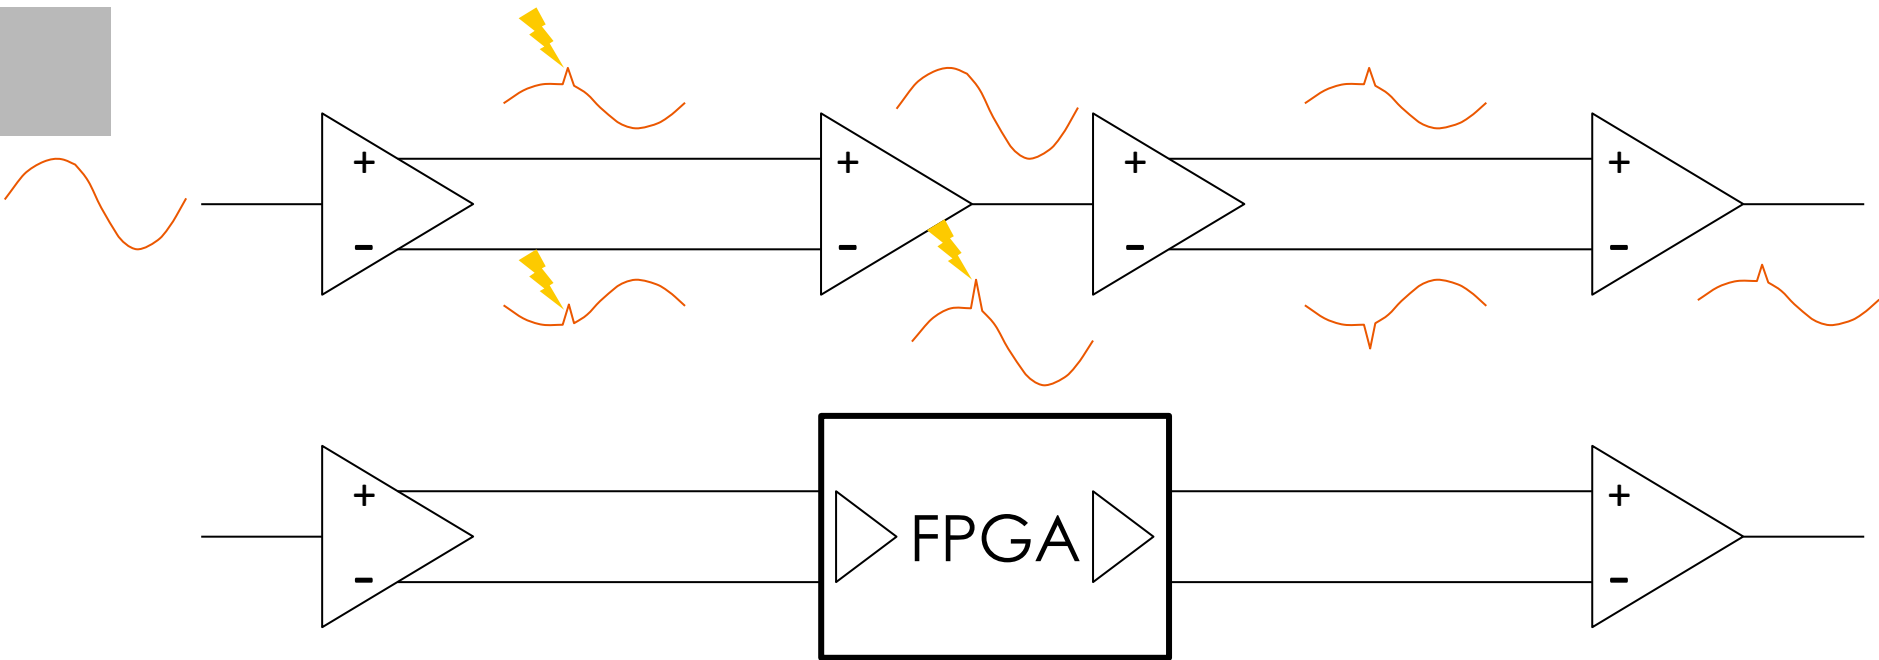 + + + +
- - - -
+ +
FPGA
- -